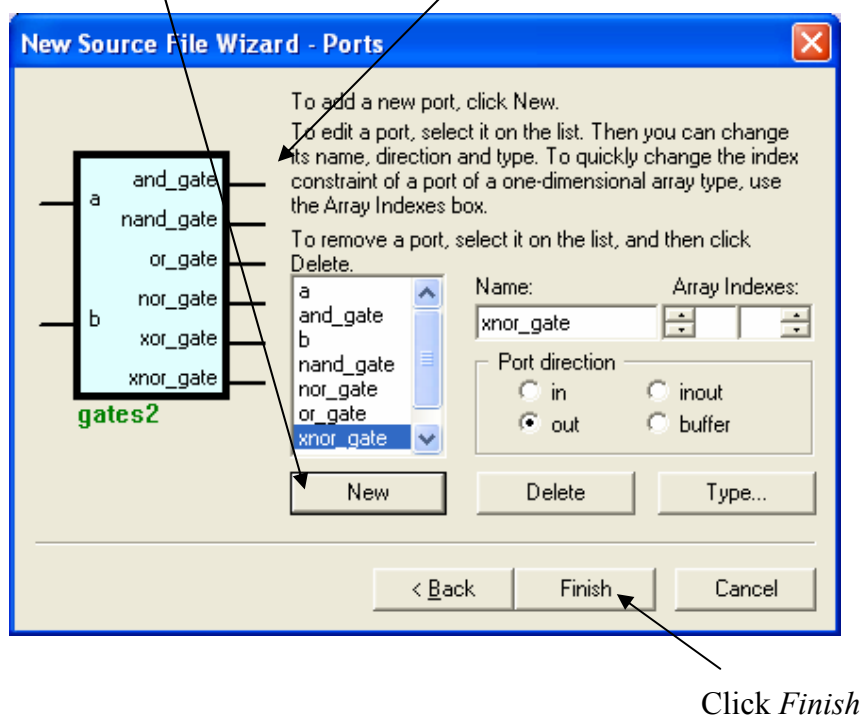 New Source File Wizard - Ports
To add a new port, click New.
To edit a port, select it on the list. Then you can change
its name, direction and type. To quickly change the index
constraint of a port of a one-dimensional array type, use
the Array Indexes box.
To remove a port, select it on the list, and then click
Delete.
a
b
and_gate
nand_gate
or_gate
nor_gate
xor_gate
xnor_gate
gates2
a
and_gate
b
nand_gate
nor_gate
or_gate
xnor_gate
Name:
Array Indexes:
xnor_gate
Port direction
in
inout
out
buffer
New
Delete
Type...
< Back
Finish
Cancel
Click Finish